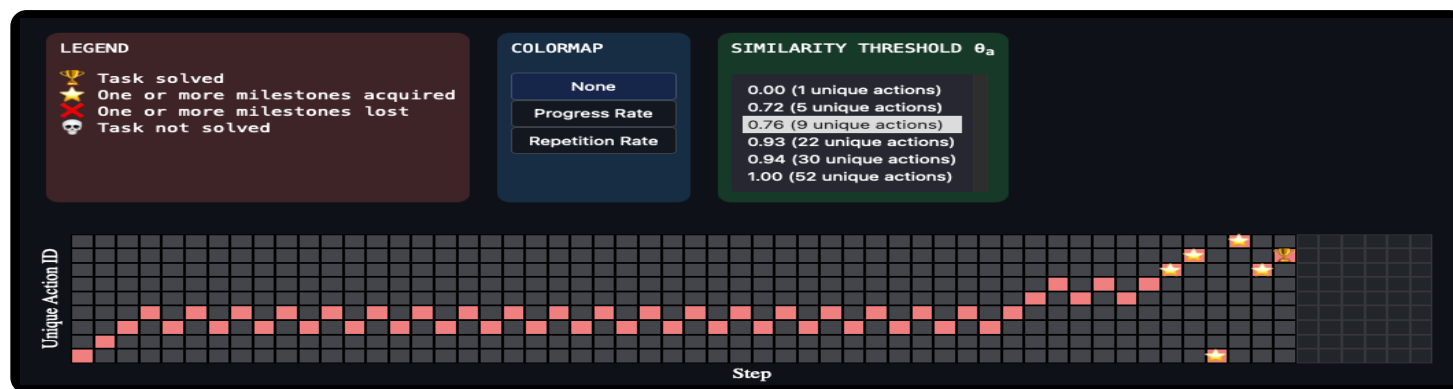 LEGEND
Task solved
One or more milestones acquired
One or more milestones lost
Task not solved
COLORMAP
None
Progress Rate
Repetition Rate
SIMILARITY THRESHOLD θa
0.00 (1 unique actions)
0.72 (5 unique actions)
0.76 (9 unique actions)
0.93 (22 unique actions)
0.94 (30 unique actions)
1.00 (52 unique actions)
Unique Action ID
Step